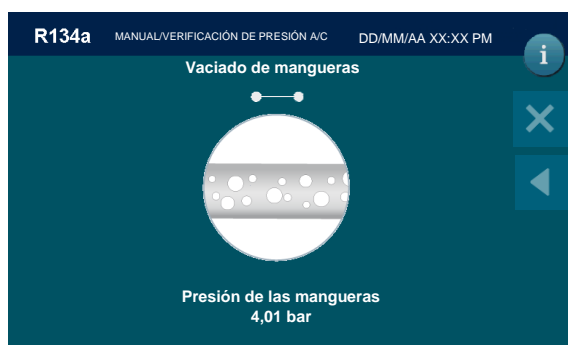 R134a MANUAL/VERIFICACIÓN DE PRESIÓN A/C DD/MM/AA XX:XX PM
i
Vaciado de mangueras
Presión de las mangueras
4,01 bar